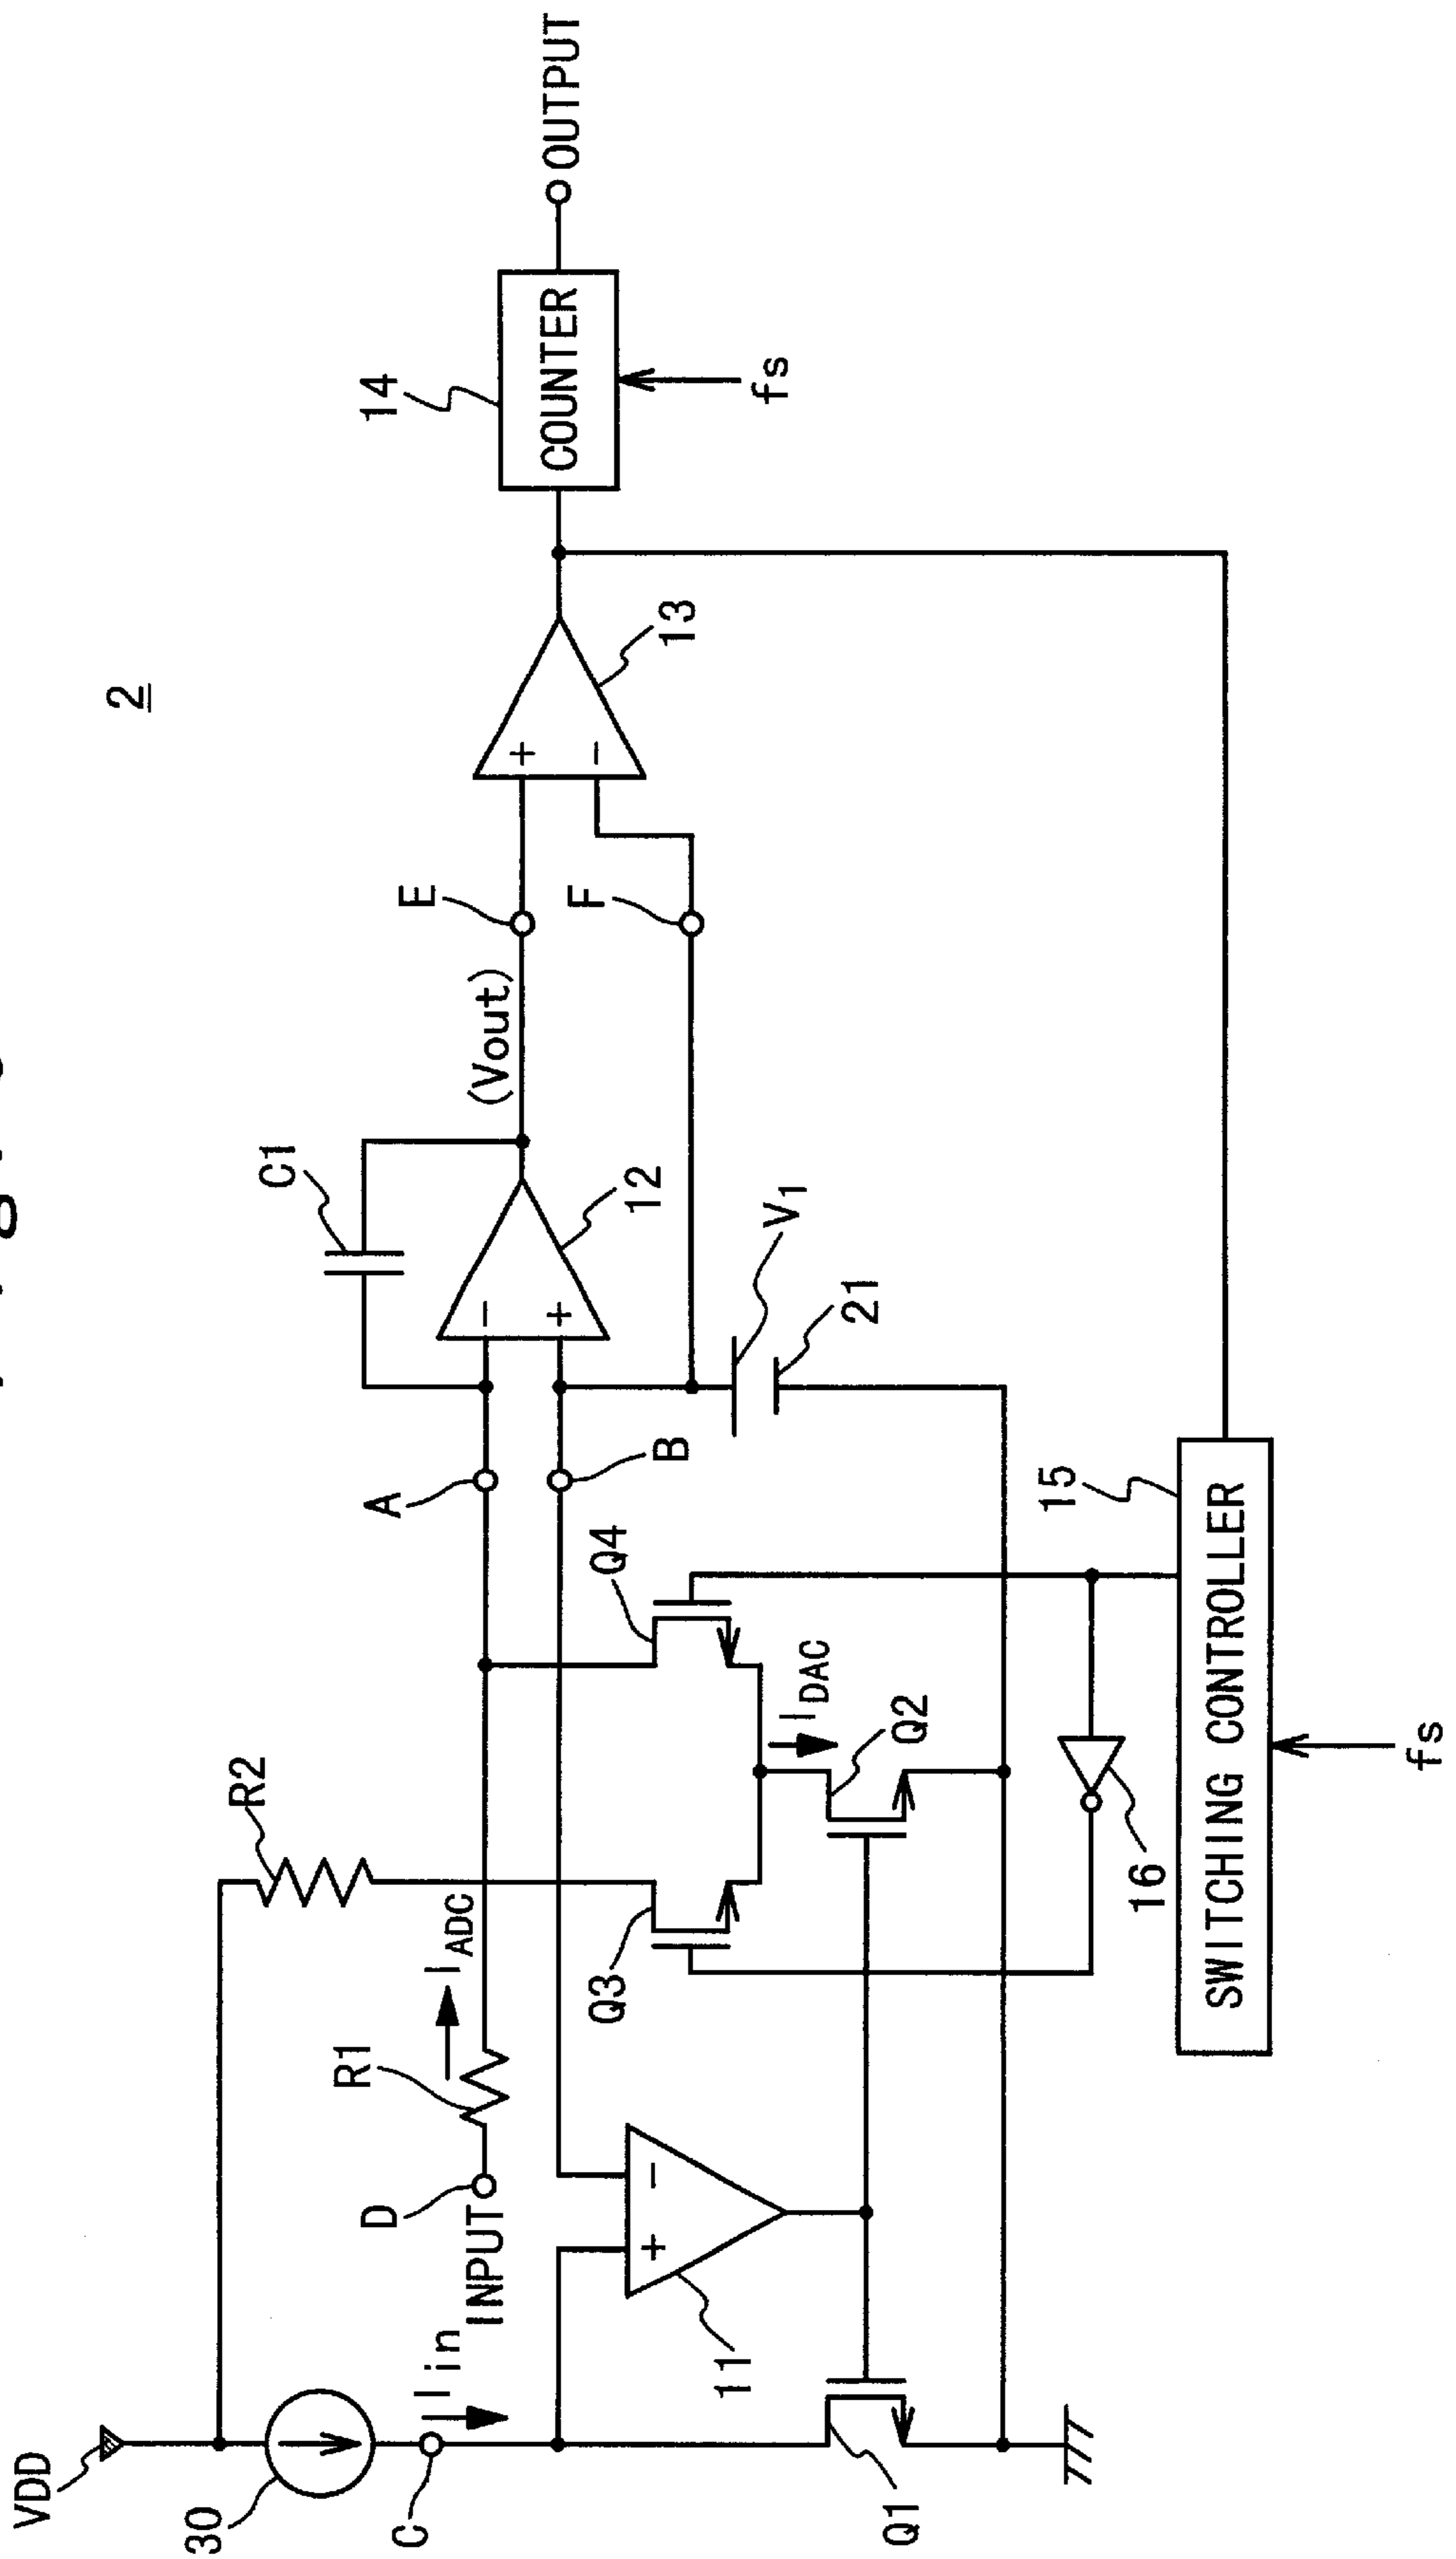 2
VDD
30
C
Iin
INPUT
D
R1
IADC
R2
Q3
Q4
IDAC
Q2
Q1
11
A
B
C1
12
V1
21
(Vout)
E
F
13
14
COUNTER
fs
OUTPUT
15
16
SWITCHING CONTROLLER
fs
+
−
−
+
+
−